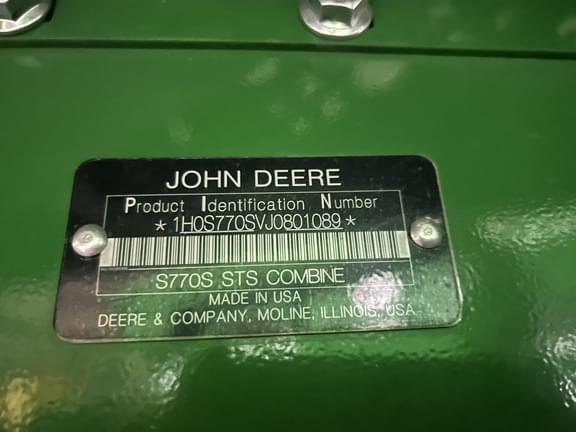 JOHN DEERE
Product Identification Number
*1H0S770SVJ0801089*
S770S STS COMBINE
MADE IN USA
DEERE & COMPANY, MOLINE, ILLINOIS, USA